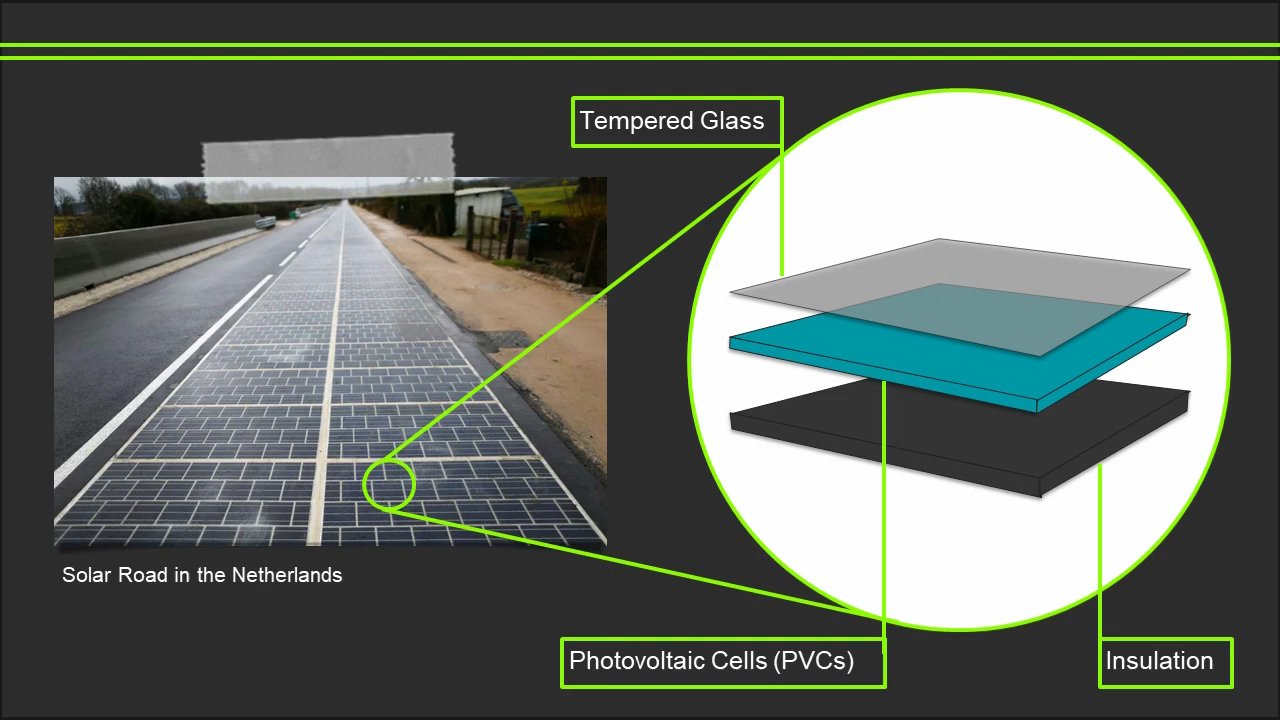 Tempered Glass
Solar Road in the Netherlands
Photovoltaic Cells (PVCs)
Insulation